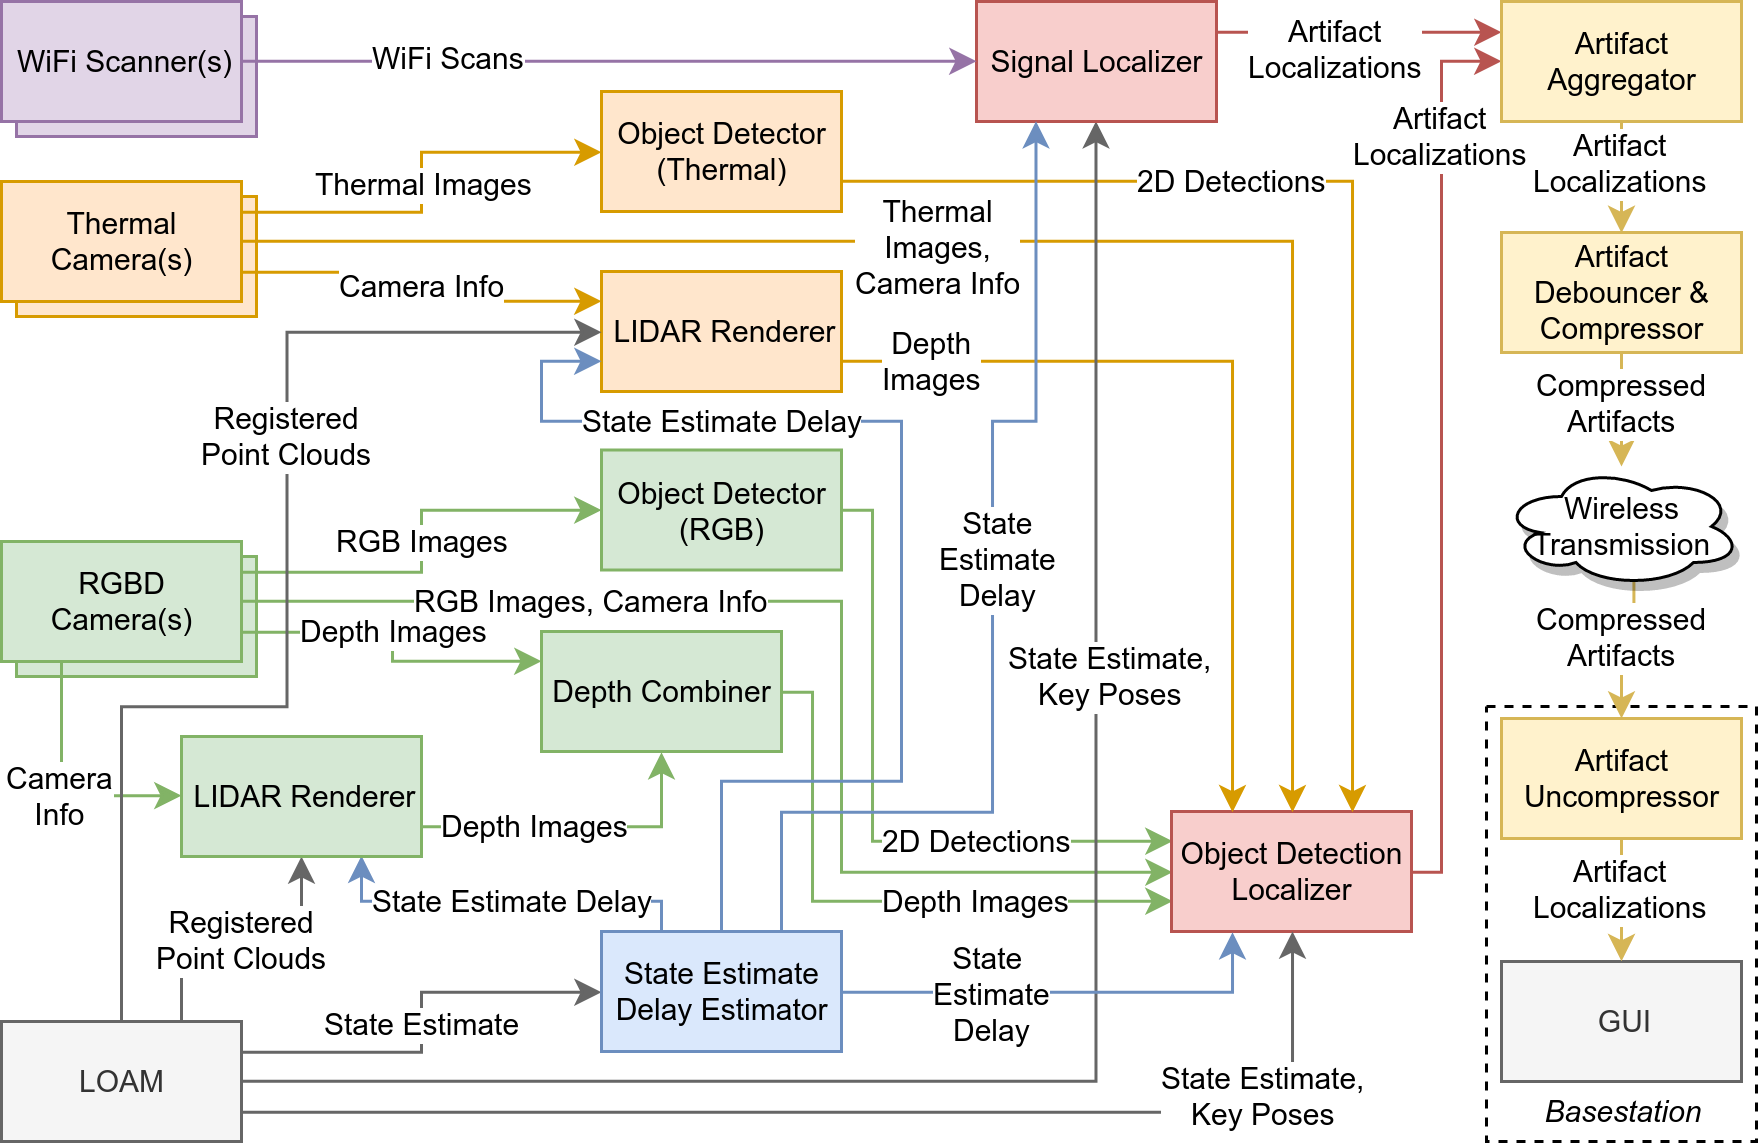 WiFi Scanner(s)
WiFi Scans
Signal Localizer
Artifact
Localizations
Artifact
Aggregator
Object Detector
(Thermal)
Thermal Images
2D Detections
Artifact
Localizations
Artifact
Localizations
Thermal
Camera(s)
Thermal
Images,
Camera Info
Camera Info
LIDAR Renderer
Depth
Images
Artifact
Debouncer &
Compressor
Registered
Point Clouds
State Estimate Delay
Compressed
Artifacts
Object Detector
(RGB)
RGB Images
State
Estimate
Delay
Wireless
Transmission
RGBD
Camera(s)
RGB Images, Camera Info
Depth Images
Depth Combiner
State Estimate,
Key Poses
Compressed
Artifacts
Camera
Info
LIDAR Renderer
Depth Images
2D Detections
Object Detection
Localizer
Artifact
Uncompressor
State Estimate Delay
Depth Images
Artifact
Localizations
Registered
Point Clouds
State Estimate
Delay Estimator
State
Estimate
Delay
State Estimate
LOAM
State Estimate,
Key Poses
GUI
Basestation